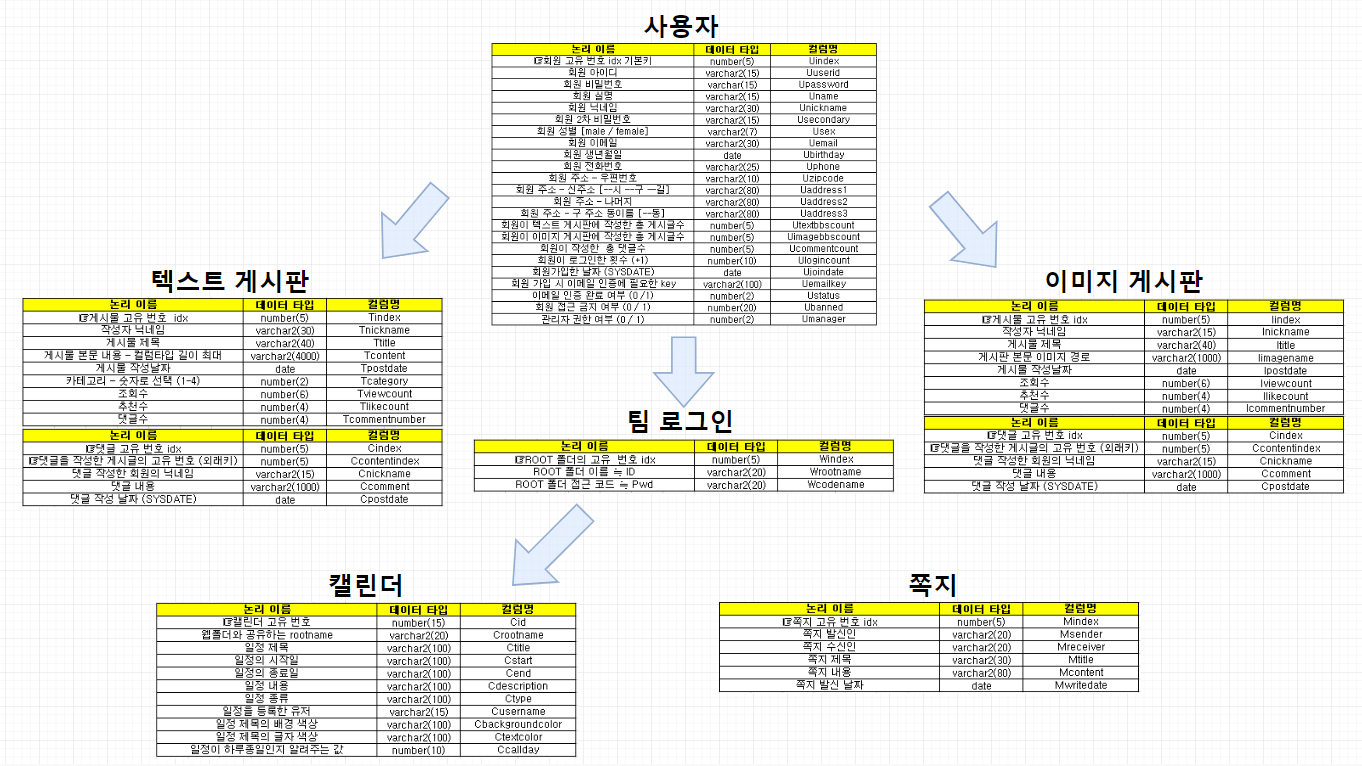 사용자
논리 이름 데이터 타입 컬럼명
☞회원 고유 번호 idx 기본키 number(5) Uindex
회원 아이디 varchar2(15) Uuserid
회원 비밀번호 varchar(15) Upassword
회원 실명 varchar2(15) Uname
회원 닉네임 varchar2(30) Unickname
회원 2차 비밀번호 varchar2(15) Usecondary
회원 성별 [male / female] varchar2(7) Usex
회원 이메일 varchar2(30) Uemail
회원 생년월일 date Ubirthday
회원 전화번호 varchar2(25) Uphone
회원 주소 - 우편번호 varchar2(10) Uzipcode
회원 주소 - 신주소 [--시 --구 --길] varchar2(80) Uaddress1
회원 주소 - 나머지 varchar2(80) Uaddress2
회원 주소 - 구 주소 동이름 [--동] varchar2(80) Uaddress3
회원이 텍스트 게시판에 작성한 총 게시글수 number(5) Utextbbscount
회원이 이미지 게시판에 작성한 총 게시글수 number(5) Uimagebbscount
회원이 작성한 총 댓글수 number(5) Ucommentcount
회원이 로그인한 횟수 (+1) number(10) Ulogincount
회원가입한 날짜 (SYSDATE) date Ujoindate
회원 가입 시 이메일 인증에 필요한 key varchar2(100) Uemailkey
이메일 인증 완료 여부 (0 /1) number(2) Ustatus
회원 접근 금지 여부 (0 / 1) number(20) Ubanned
관리자 권한 여부 (0 / 1) number(2) Umanager
텍스트 게시판
논리 이름 데이터 타입 컬럼명
☞게시물 고유 번호 idx number(5) Tindex
작성자 닉네임 varchar2(30) Tnickname
게시물 제목 varchar2(40) Ttitle
게시물 본문 내용 - 컬럼타입 길이 최대 varchar2(4000) Tcontent
게시물 작성날짜 date Tpostdate
카테고리 - 숫자로 선택 (1-4) number(2) Tcategory
조회수 number(6) Tviewcount
추천수 number(4) Tlikecount
댓글수 number(4) Tcommentnumber
논리 이름 데이터 타입 컬럼명
☞댓글 고유 번호 idx number(5) Cindex
☞댓글을 작성한 게시글의 고유 번호 (외래키) number(5) Ccontentindex
댓글 작성한 회원의 닉네임 varchar2(15) Cnickname
댓글 내용 varchar2(1000) Ccomment
댓글 작성 날짜 (SYSDATE) date Cpostdate
팀 로그인
논리 이름 데이터 타입 컬럼명
☞ROOT 폴더의 고유 번호 idx number(5) Windex
ROOT 폴더 이름 ≒ ID varchar2(20) Wrootname
ROOT 폴더 접근 코드 ≒ Pwd varchar2(20) Wcodename
이미지 게시판
논리 이름 데이터 타입 컬럼명
☞게시물 고유 번호 idx number(5) Iindex
작성자 닉네임 varchar2(15) Inickname
게시물 제목 varchar2(40) Ititle
게시판 본문 이미지 경로 varchar2(1000) Iimagename
게시물 작성날짜 date Ipostdate
조회수 number(6) Iviewcount
추천수 number(4) Ilikecount
댓글수 number(4) Icommentnumber
논리 이름 데이터 타입 컬럼명
☞댓글 고유 번호 idx number(5) Cindex
☞댓글을 작성한 게시글의 고유 번호 (외래키) number(5) Ccontentindex
댓글 작성한 회원의 닉네임 varchar2(15) Cnickname
댓글 내용 varchar2(1000) Ccomment
댓글 작성 날짜 (SYSDATE) date Cpostdate
캘린더
논리 이름 데이터 타입 컬럼명
☞캘린더 고유 번호 number(15) Cid
웹폴더와 공유하는 rootname varchar2(20) Crootname
일정 제목 varchar2(100) Ctitle
일정의 시작일 varchar2(100) Cstart
일정의 종료일 varchar2(100) Cend
일정 내용 varchar2(100) Cdescription
일정 종류 varchar2(100) Ctype
일정을 등록한 유저 varchar2(15) Cusername
일정 제목의 배경 색상 varchar2(100) Cbackgroundcolor
일정 제목의 글자 색상 varchar2(100) Ctextcolor
일정이 하루종일인지 알려주는 값 number(10) Ccallday
쪽지
논리 이름 데이터 타입 컬럼명
☞쪽지 고유 번호 idx number(5) Mindex
쪽지 발신인 varchar2(20) Msender
쪽지 수신인 varchar2(20) Mreceiver
쪽지 제목 varchar2(30) Mtitle
쪽지 내용 varchar2(80) Mcontent
쪽지 발신 날짜 date Mwritedate